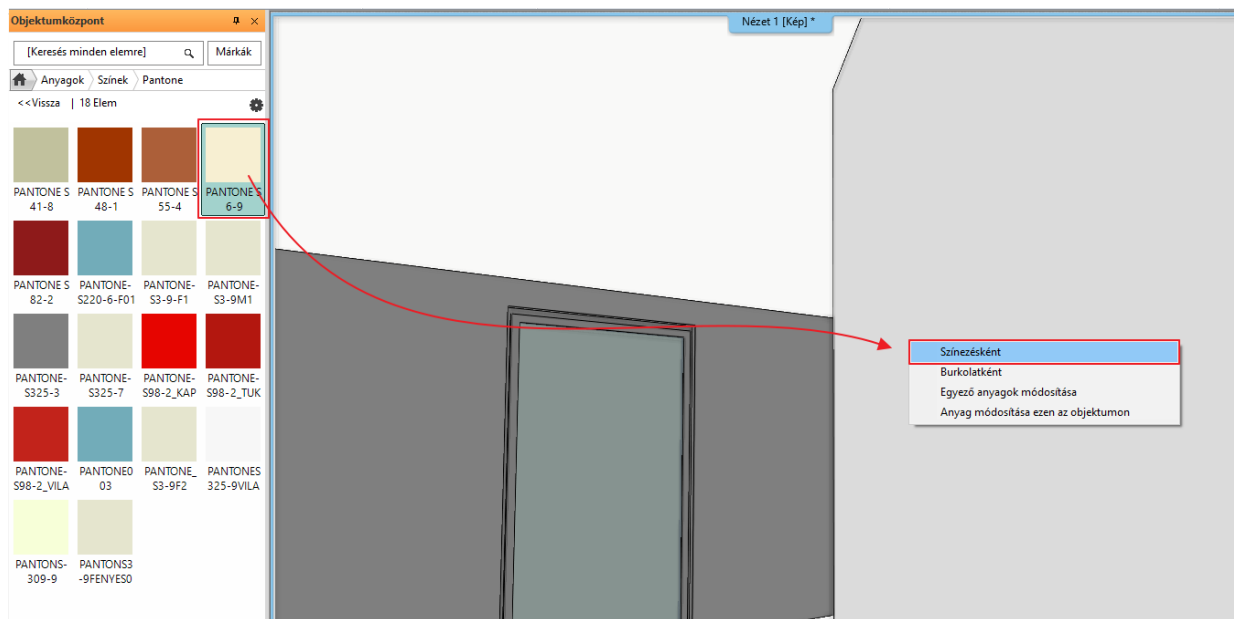 Objektumközpont
Nézet 1 [Kép] *
[Keresés minden elemre]
Márkák
Anyagok Színek Pantone
<<Vissza | 18 Elem
PANTONE S
41-8
PANTONE S
48-1
PANTONE S
55-4
PANTONE S
6-9
PANTONE S
82-2
PANTONE-
S220-6-F01
PANTONE-
S3-9-F1
PANTONE-
S3-9M1
PANTONE-
S325-3
PANTONE-
S325-7
PANTONE-
S98-2_KAP
PANTONE-
S98-2_TUK
PANTONE-
S98-2_VILA
PANTONE0
03
PANTONE_
S3-9F2
PANTONES
325-9VILA
PANTONS-
309-9
PANTONS3
-9FENYES0
Színezésként
Burkolatként
Egyező anyagok módosítása
Anyag módosítása ezen az objektumon